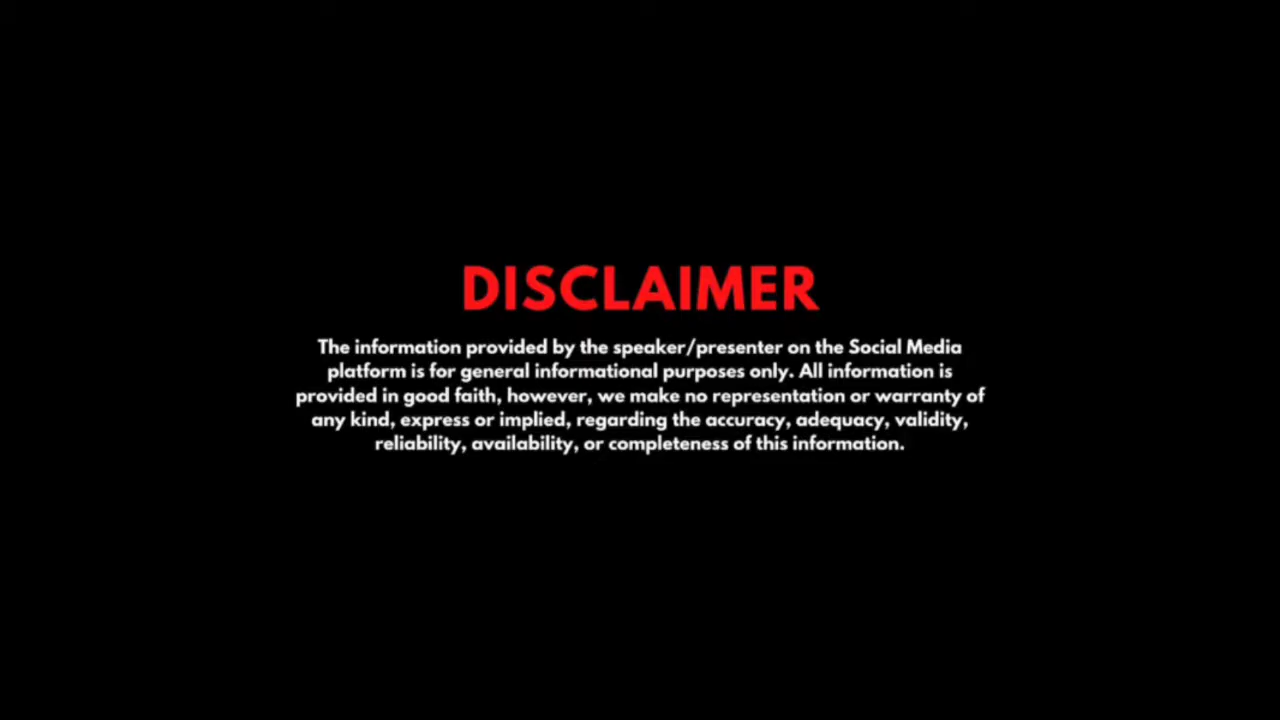 DISCLAIMER
The information provided by the speaker/presenter on the Social Media
platform is for general informational purposes only. All information is
provided in good faith, however, we make no representation or warranty of
any kind, express or implied, regarding the accuracy, adequacy, validity,
reliability, availability, or completeness of this information.